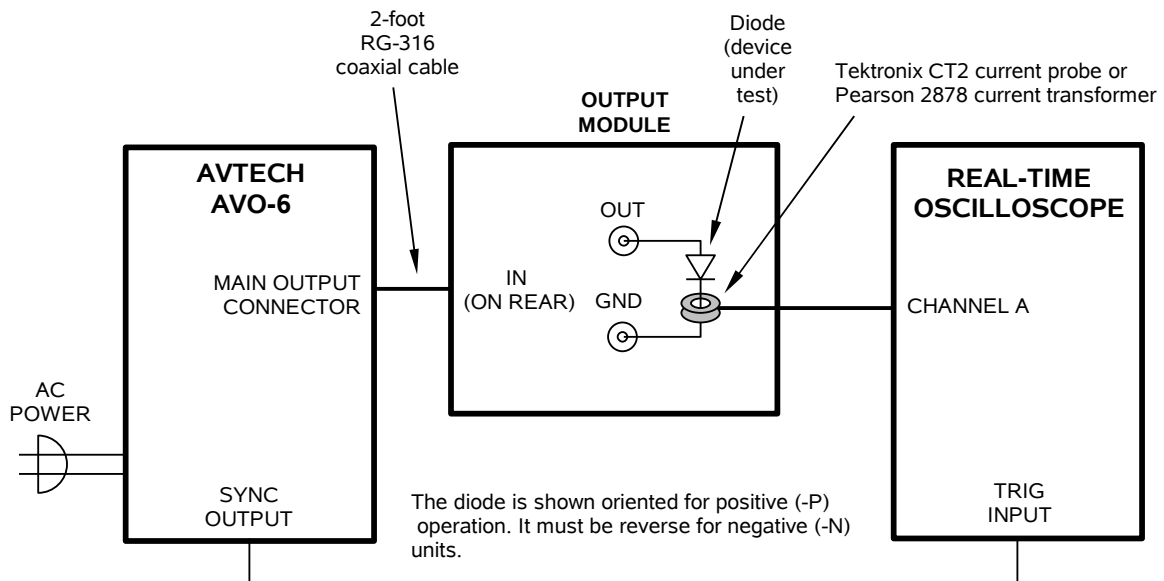 2-foot
RG-316
coaxial cable
Diode
(device
under
test)
Tektronix CT2 current probe or
Pearson 2878 current transformer
OUTPUT
MODULE
AVTECH
AVO-6
REAL-TIME
OSCILLOSCOPE
OUT
MAIN OUTPUT
CONNECTOR
IN
(ON REAR)
GND
CHANNEL A
AC
POWER
SYNC
OUTPUT
The diode is shown oriented for positive (-P)
operation. It must be reverse for negative (-N)
units.
TRIG
INPUT